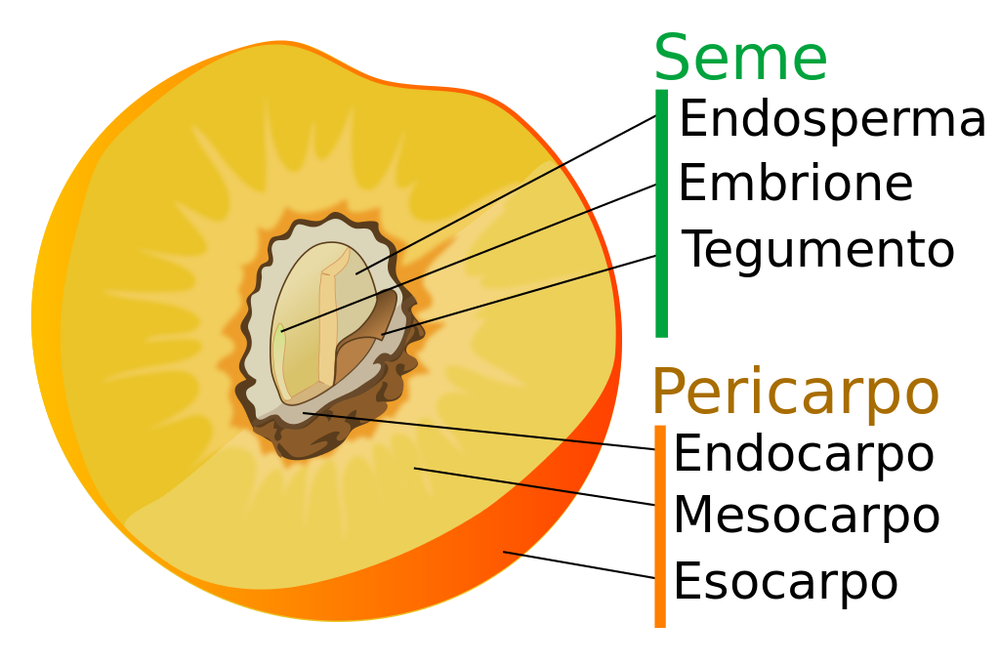 Seme
Endosperma
Embrione
Tegumento
Pericarpo
Endocarpo
Mesocarpo
Esocarpo